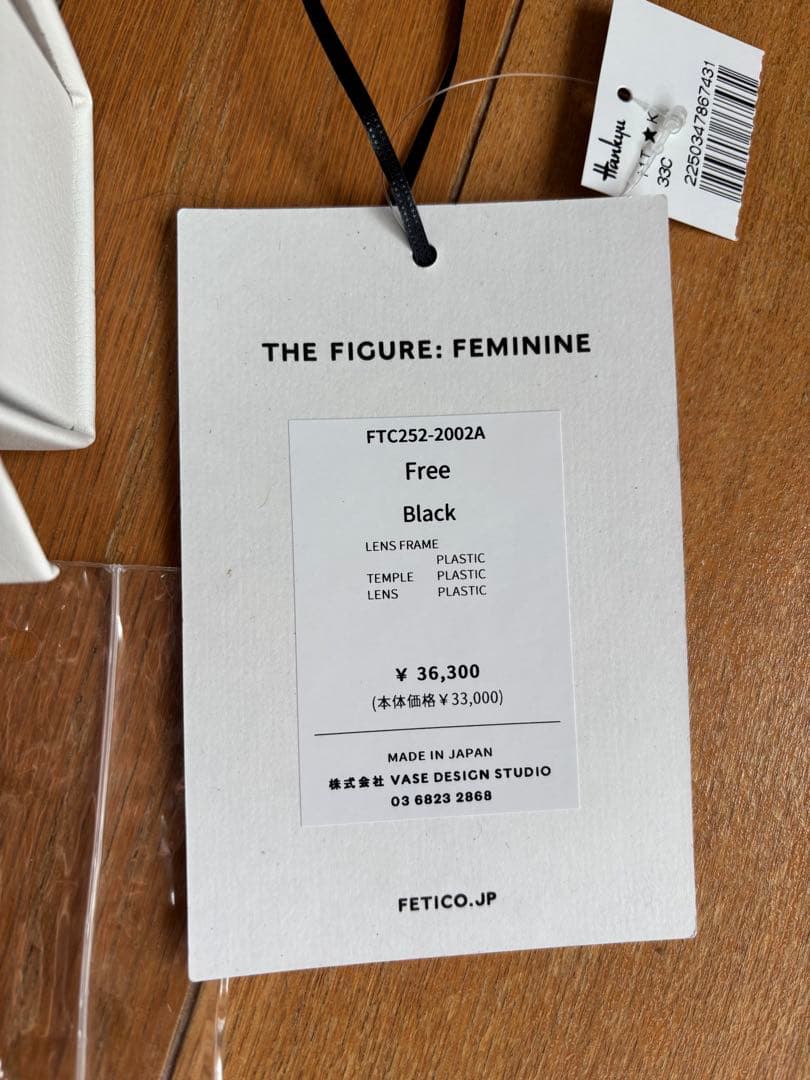 Hankyu
33C
2250347867431
THE FIGURE: FEMININE
FTC252-2002A
Free
Black
LENS FRAME
PLASTIC
TEMPLE PLASTIC
LENS PLASTIC
¥ 36,300
(本体価格¥33,000)
MADE IN JAPAN
株式会社 VASE DESIGN STUDIO
03 6823 2868
FETICO.JP